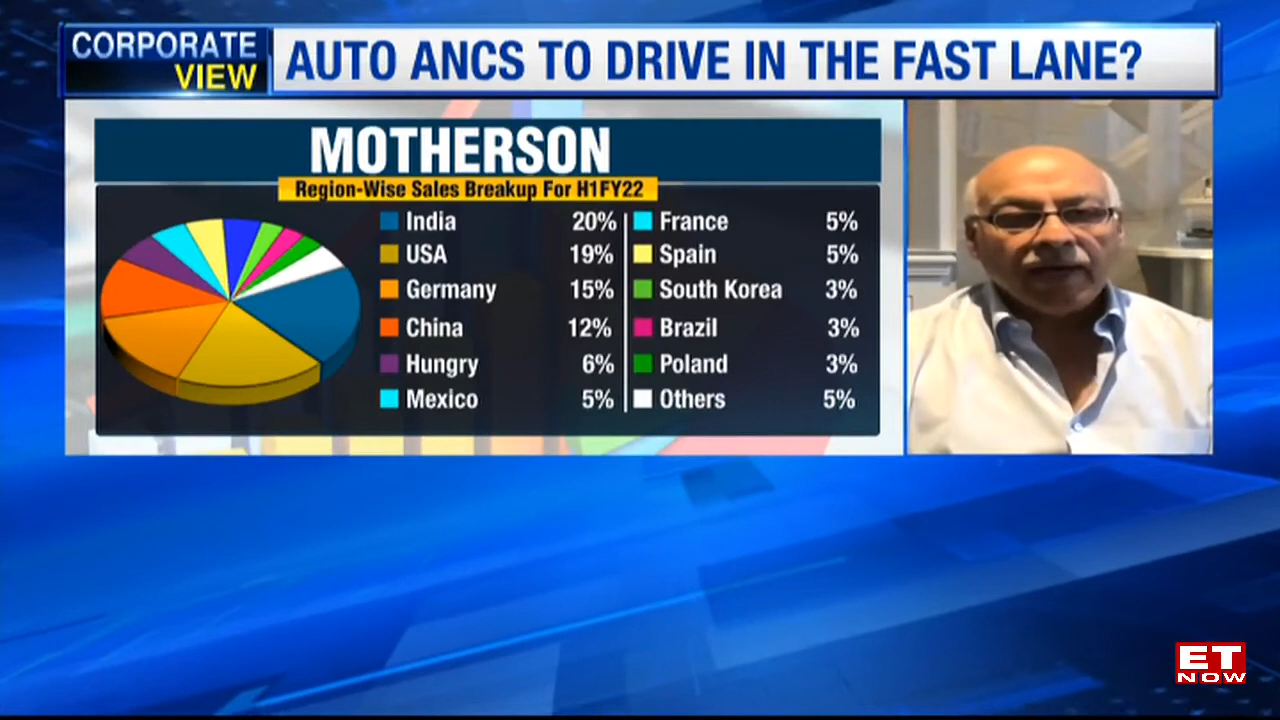 CORPORATE
VIEW
AUTO ANCS TO DRIVE IN THE FAST LANE?
MOTHERSON
Region-Wise Sales Breakup For H1FY22
India 20%
USA 19%
Germany 15%
China 12%
Hungry 6%
Mexico 5%
France 5%
Spain 5%
South Korea 3%
Brazil 3%
Poland 3%
Others 5%
ET
NOW